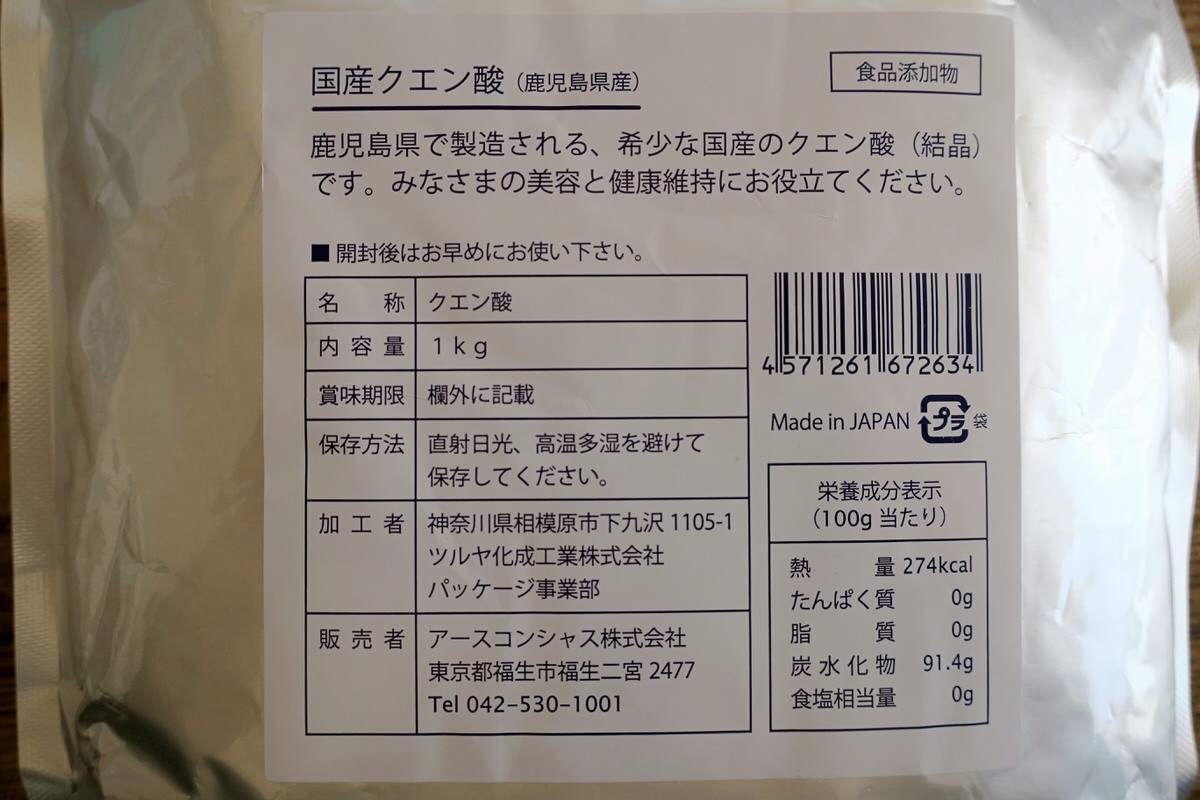 国産クエン酸（鹿児島県産）
食品添加物
鹿児島県で製造される、希少な国産のクエン酸（結晶）
です。みなさまの美容と健康維持にお役立てください。
■ 開封後はお早めにお使い下さい。
名称 クエン酸
内容量 1kg
賞味期限 欄外に記載
保存方法 直射日光、高温多湿を避けて
保存してください。
加工者 神奈川県相模原市下九沢 1105-1
ツルヤ化成工業株式会社
パッケージ事業部
販売者 アースコンシャス株式会社
東京都福生市福生二宮 2477
Tel 042-530-1001
4571261672634
Made in JAPAN プラ 袋
栄養成分表示
（100g 当たり）
熱量 274kcal
たんぱく質 0g
脂質 0g
炭水化物 91.4g
食塩相当量 0g